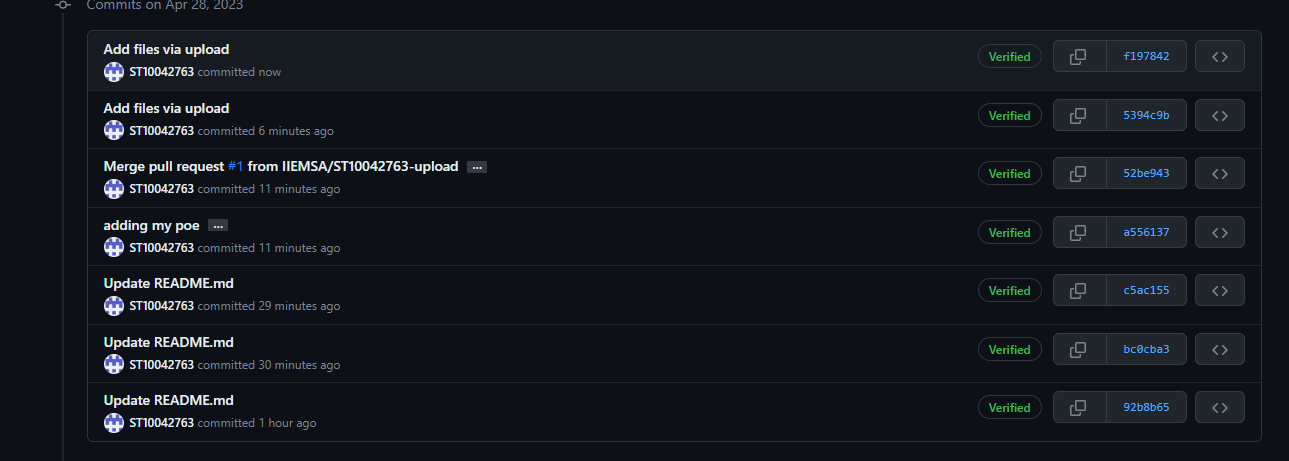 Commits on Apr 28, 2023
Add files via upload
ST10042763 committed now
Verified
f197842
Add files via upload
ST10042763 committed 6 minutes ago
Verified
5394c9b
Merge pull request #1 from IIEMSA/ST10042763-upload ...
ST10042763 committed 11 minutes ago
Verified
52be943
adding my poe ...
ST10042763 committed 11 minutes ago
Verified
a556137
Update README.md
ST10042763 committed 29 minutes ago
Verified
c5ac155
Update README.md
ST10042763 committed 30 minutes ago
Verified
bc0cba3
Update README.md
ST10042763 committed 1 hour ago
Verified
92b8b65